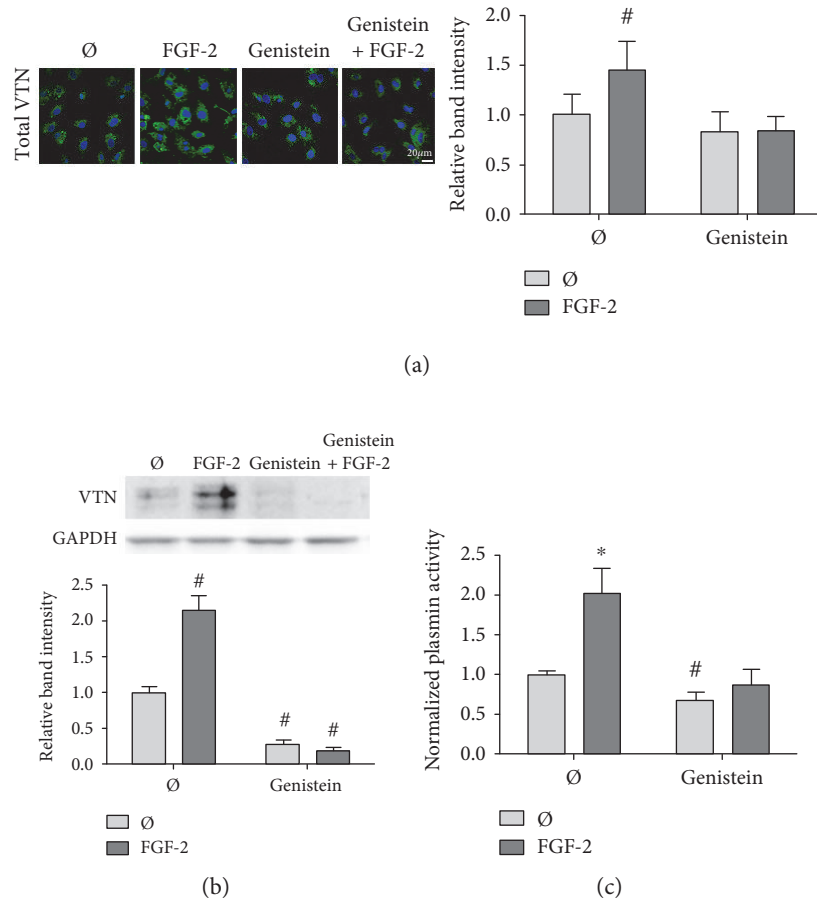 Ø FGF-2 Genistein Genistein
+ FGF-2
Total VTN
20µm
Relative band intensity
2.0
1.5
1.0
0.5
0.0
#
Ø Genistein
Ø
FGF-2
(a)
Ø FGF-2 Genistein Genistein
+ FGF-2
VTN
GAPDH
Relative band intensity
2.5
2.0
1.5
1.0
0.5
0.0
#
# #
Ø Genistein
Ø
FGF-2
(b)
Normalized plasmin activity
2.5
2.0
1.5
1.0
0.5
0.0
*
#
Ø Genistein
Ø
FGF-2
(c)